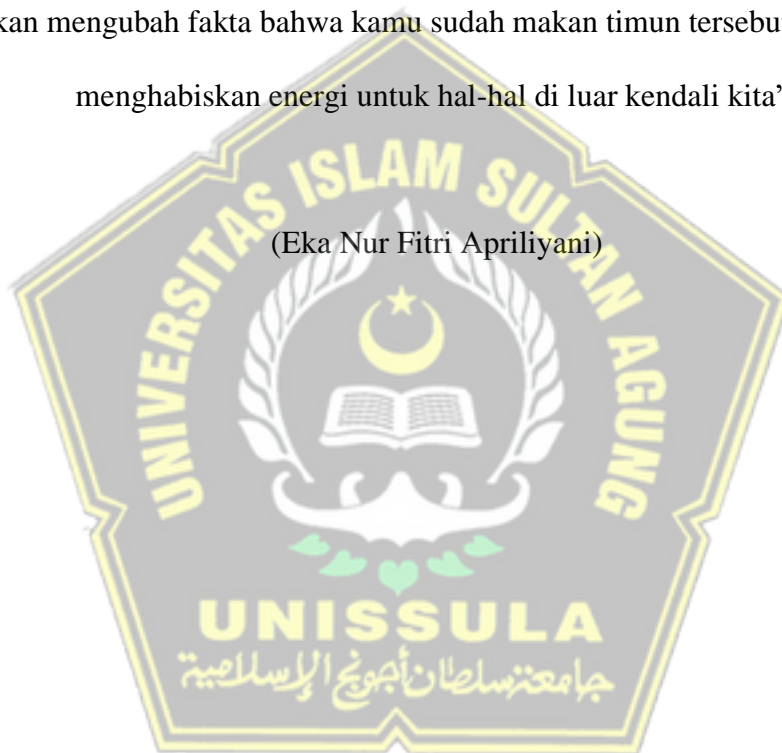 kan mengubah fakta bahwa kamu sudah makan timun tersebu
menghabiskan energi untuk hal-hal di luar kendali kita”
(Eka Nur Fitri Apriliyani)
UNIVERSITAS ISLAM SULTAN AGUNG
UNISSULA
جامعة سلطان أجونج الإسلامية